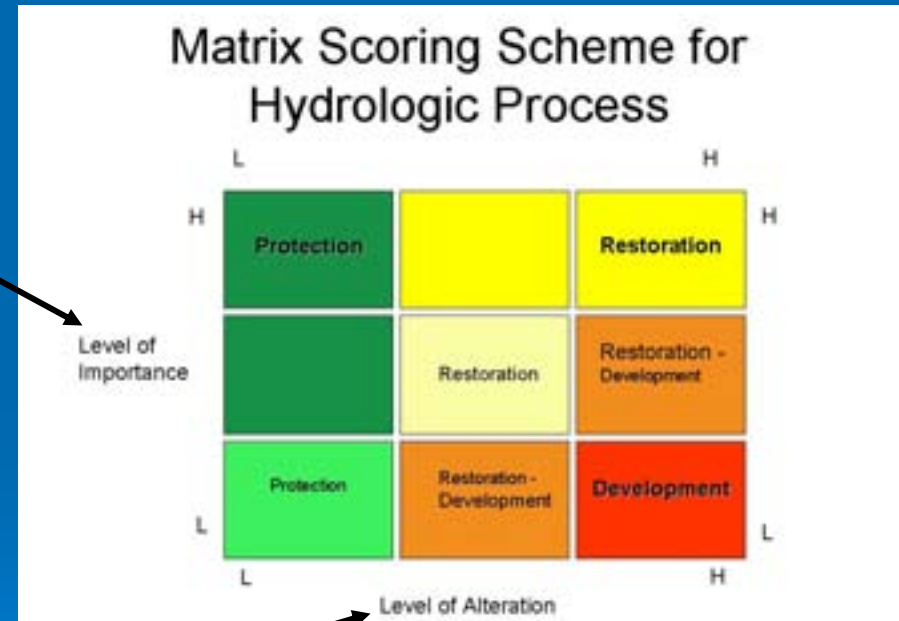 Matrix Scoring Scheme for
Hydrologic Process
L H
H H
Protection Restoration
Level of
Importance
Restoration
Restoration -
Development
Protection
Restoration -
Development
Development
L L
L H
Level of Alteration